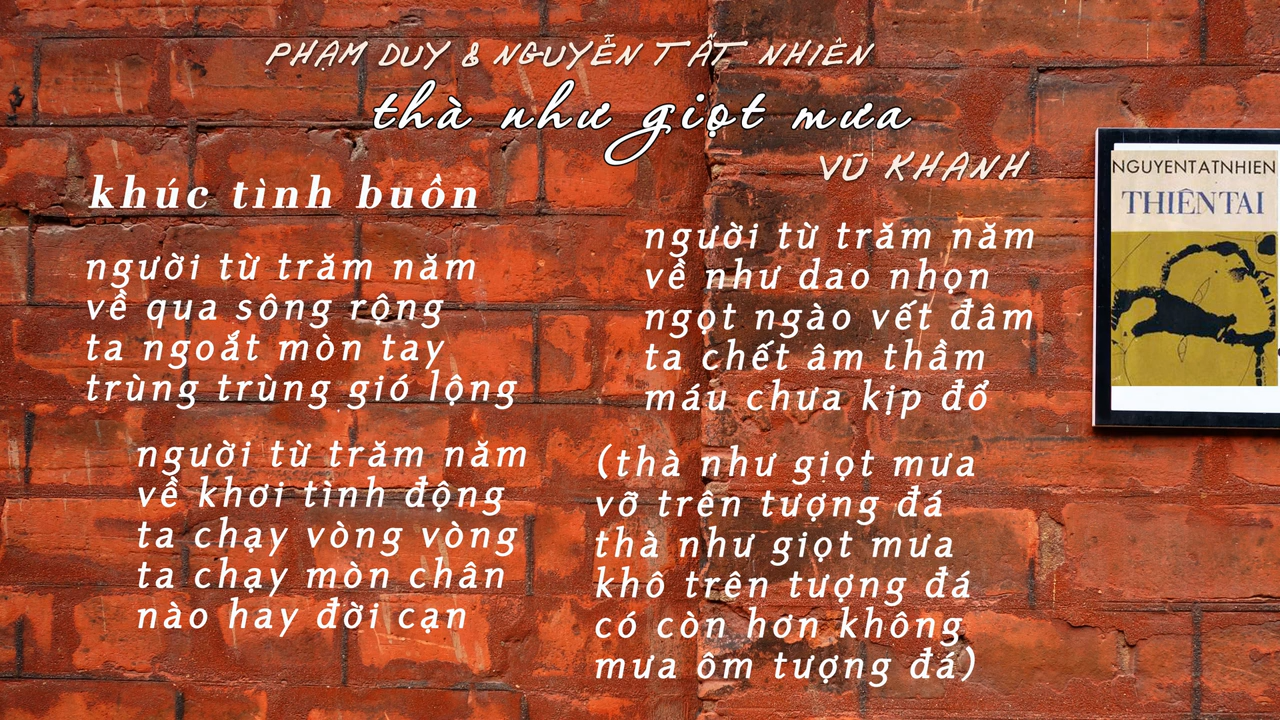 PHẠM DUY & NGUYỄN TẤT NHIÊN
thà như giọt mưa
VŨ KHANH
khúc tình buồn
người từ trăm năm
về qua sông rộng
ta ngoắt mòn tay
trùng trùng gió lộng
người từ trăm năm
về khơi tình động
ta chạy vòng vòng
ta chạy mòn chân
nào hay đời cạn
người từ trăm năm
về như dao nhọn
ngọt ngào vết đâm
ta chết âm thầm
máu chưa kịp đổ
(thà như giọt mưa
vỡ trên tượng đá
thà như giọt mưa
khô trên tượng đá
có còn hơn không
mưa ôm tượng đá)
NGUYENTATNHIEN
THIÊN TAI